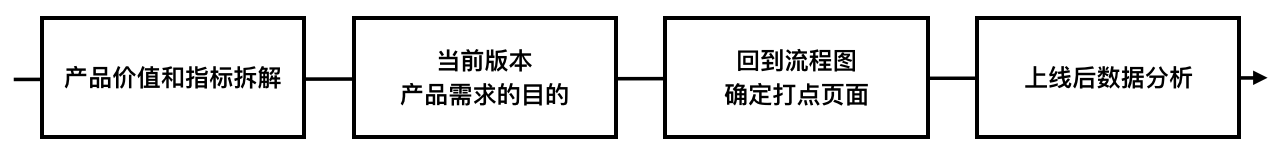 产品价值和指标拆解
当前版本
产品需求的目的
回到流程图
确定打点页面
上线后数据分析